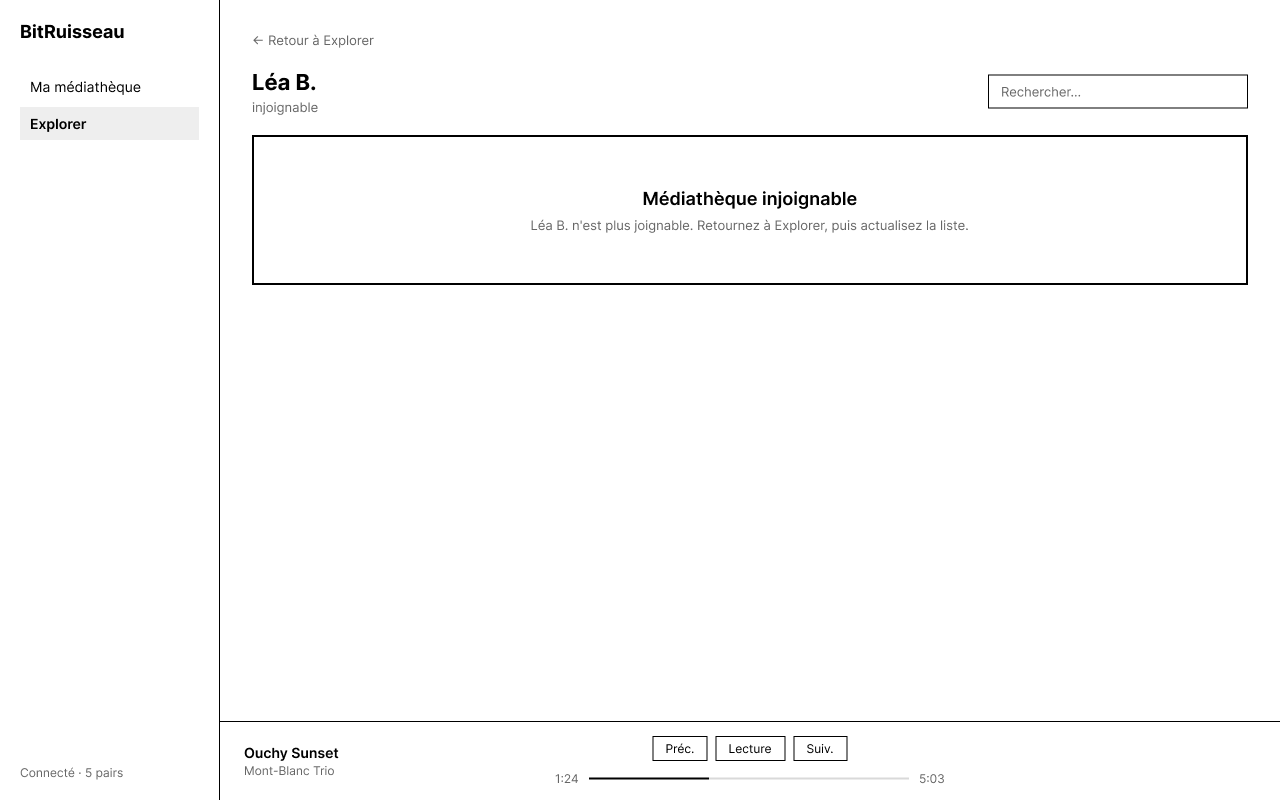 BitRuisseau
Ma médiathèque
Explorer
Connecté · 5 pairs
← Retour à Explorer
Léa B.
injoignable
Rechercher...
Médiathèque injoignable
Léa B. n'est plus joignable. Retournez à Explorer, puis actualisez la liste.
Ouchy Sunset
Mont-Blanc Trio
Préc. Lecture Suiv.
1:24 5:03